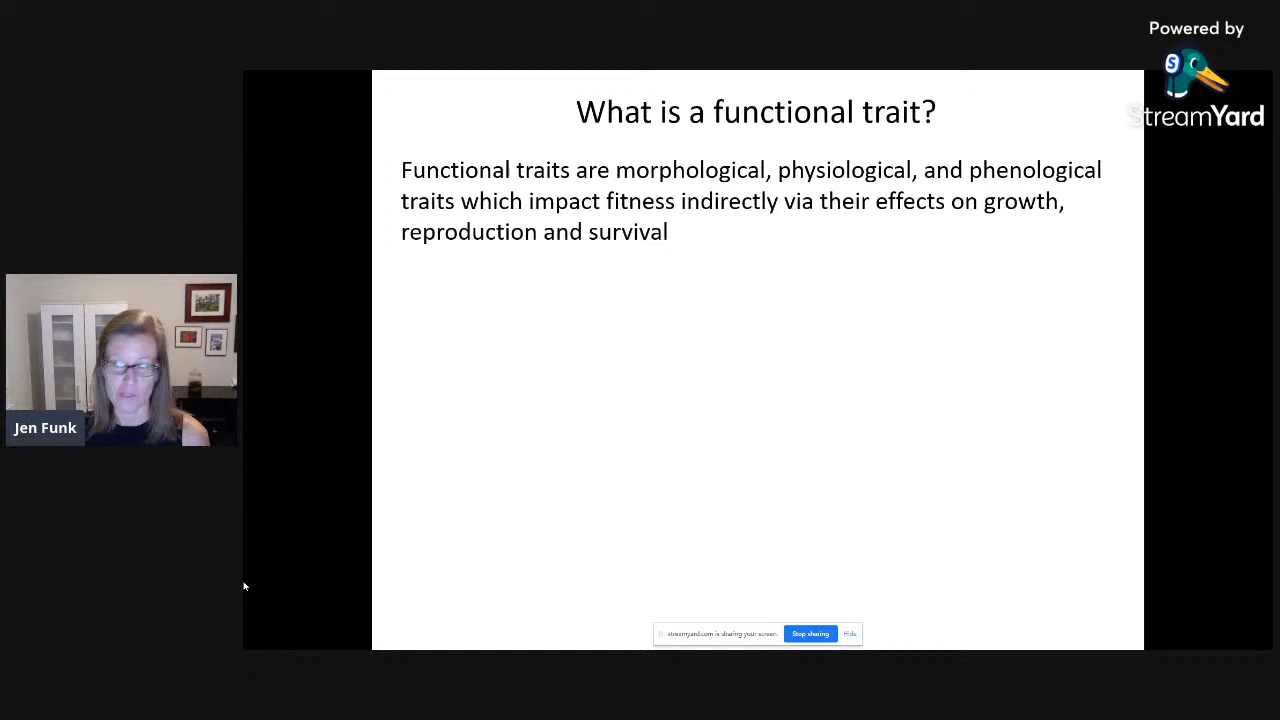 Powered by
StreamYard
What is a functional trait?
Functional traits are morphological, physiological, and phenological
traits which impact fitness indirectly via their effects on growth,
reproduction and survival
Jen Funk
streamyard.com is sharing your screen. Stop sharing Hide